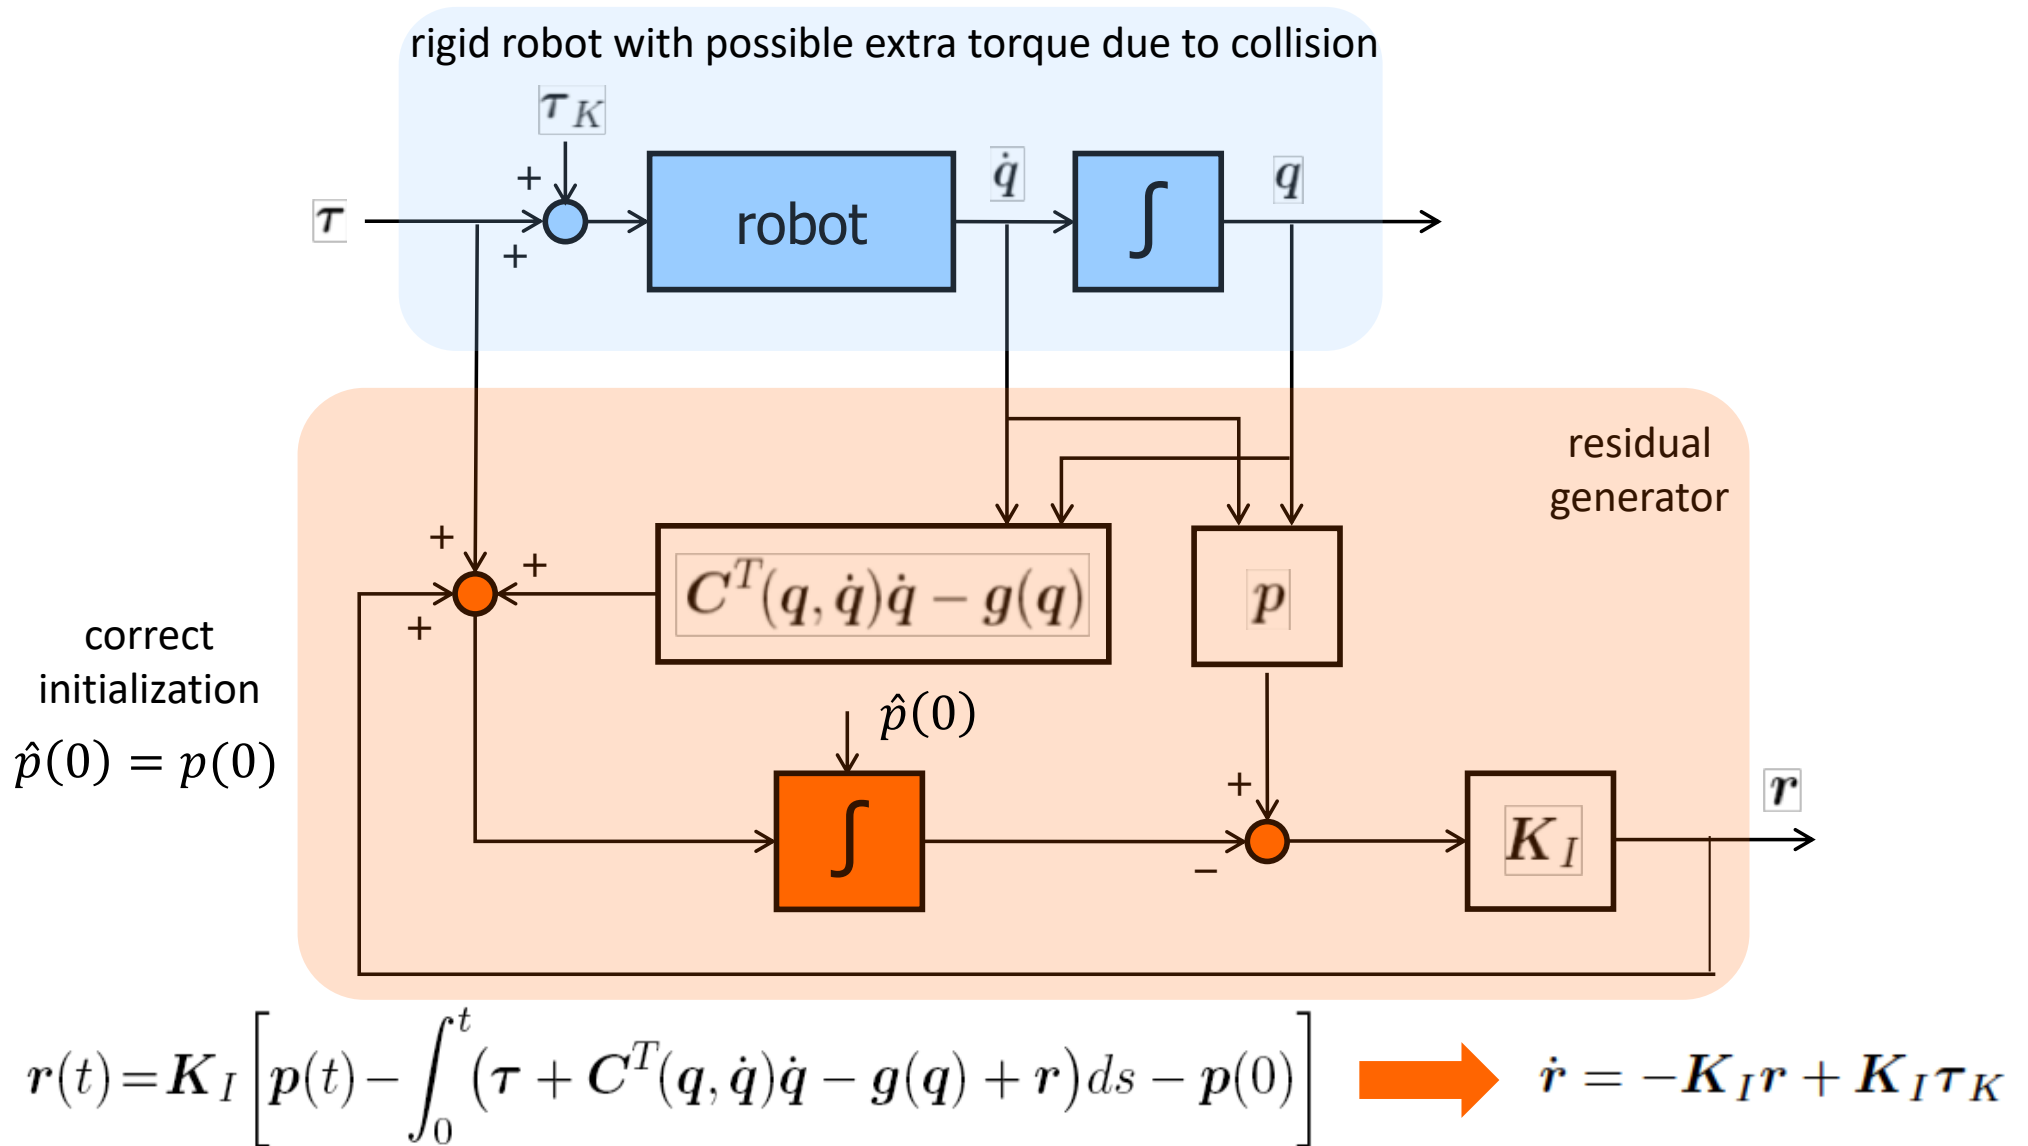 rigid robot with possible extra torque due to collision
τ_K
+
q̇
q
τ
robot
∫
+
residual
generator
+
+
C^T(q, q̇)q̇ − g(q)
p
+
correct
initialization
p̂(0) = p(0)
p̂(0)
+
r
∫
K_I
−
r(t) = K_I [ p(t) − ∫_0^t (τ + C^T(q, q̇)q̇ − g(q) + r) ds − p(0) ]
ṙ = −K_I r + K_I τ_K